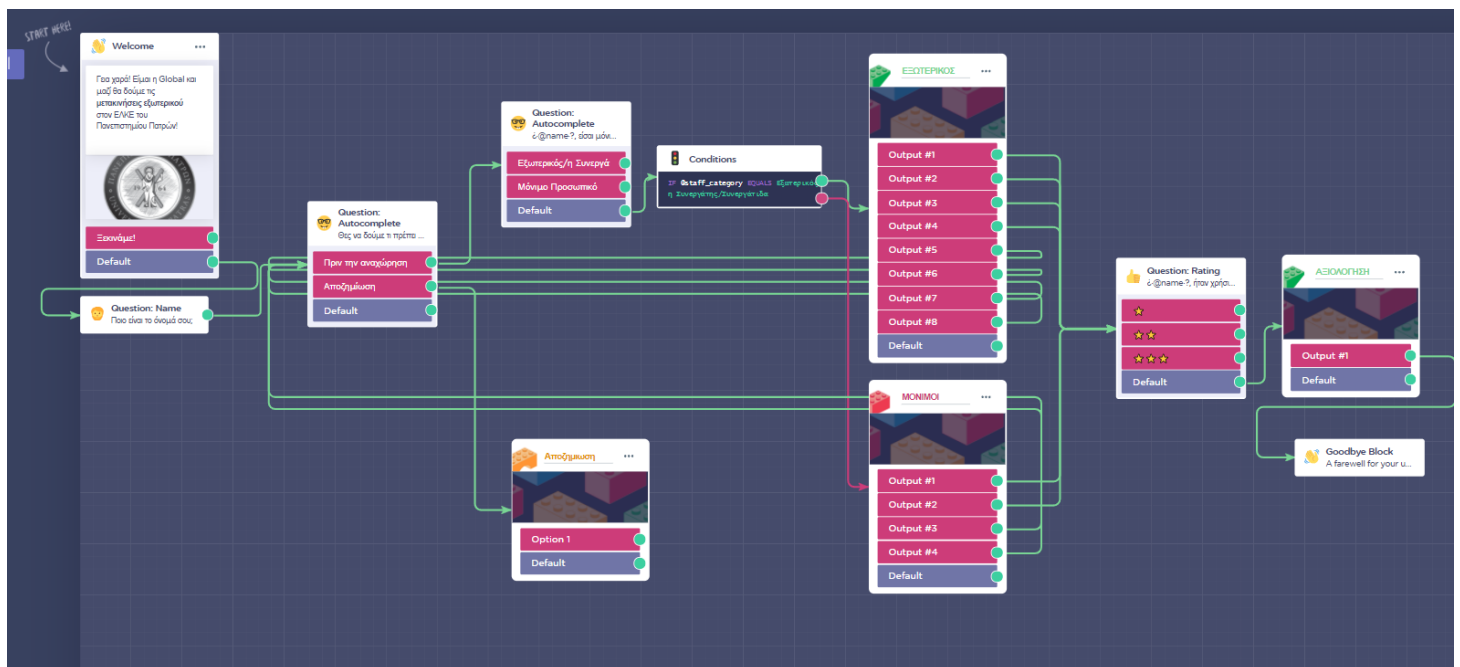 START HERE!
Welcome
Γεια χαρά! Είμαι η Global και
μαζί θα δούμε τις
μετακινήσεις εξωτερικού
στον ΕΛΚΕ του
Πανεπιστημίου Πατρών!
Ξεκινάμε!
Default
Question: Name
Ποιο είναι το όνομά σου;
Question:
Autocomplete
Θες να δούμε τι πρέπει ...
Πριν την αναχώρηση
Αποζημίωση
Default
Question:
Autocomplete
¿·@name·?, είσαι μόνι...
Εξωτερικός/η Συνεργά
Μόνιμο Προσωπικό
Default
Conditions
IF @staff_category EQUALS Εξωτερικό
η Συνεργάτης/Συνεργάτιδα
Αποζημιωση
Option 1
Default
ΕΞΩΤΕΡΙΚΟΣ
Output #1
Output #2
Output #3
Output #4
Output #5
Output #6
Output #7
Output #8
Default
ΜΟΝΙΜΟΙ
Output #1
Output #2
Output #3
Output #4
Default
Question: Rating
¿·@name·?, ήταν χρήσι...
Default
ΑΞΙΟΛΟΓΗΣΗ
Output #1
Default
Goodbye Block
A farewell for your u...